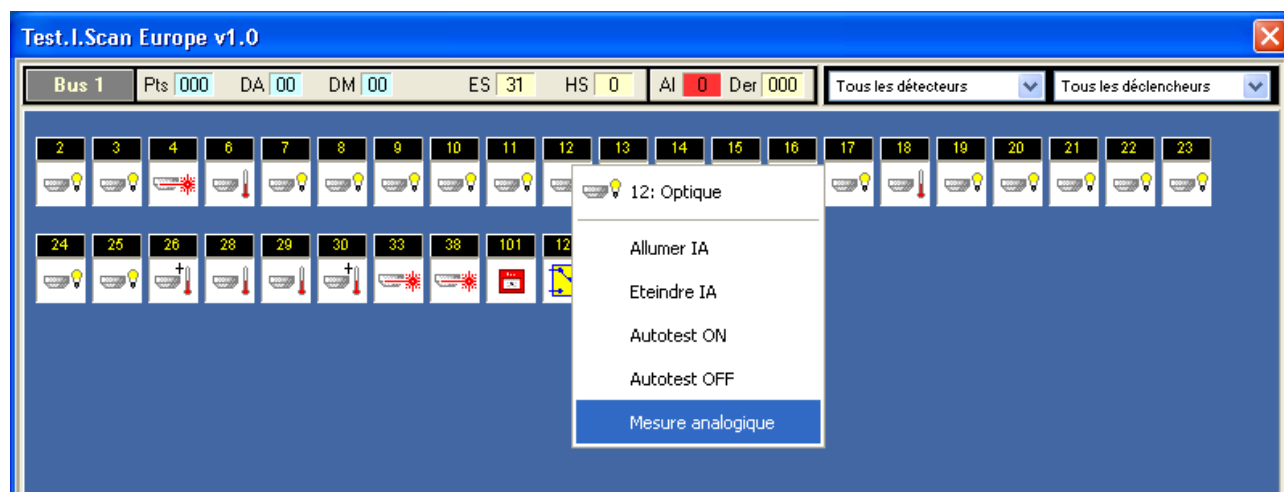 Test.I.Scan Europe v1.0
Bus 1 Pts 000 DA 00 DM 00 ES 31 HS 0 Al 0 Der 000 Tous les détecteurs Tous les déclencheurs
2 3 4 6 7 8 9 10 11 12 13 14 15 16 17 18 19 20 21 22 23
12: Optique
24 25 26 28 29 30 33 38 101 12
Allumer IA
Eteindre IA
Autotest ON
Autotest OFF
Mesure analogique